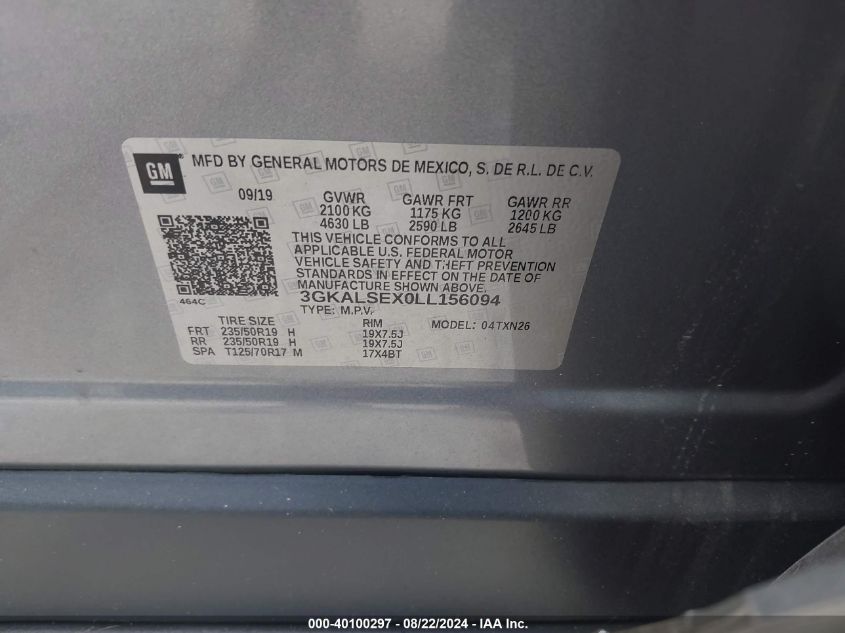 GM
MFD BY GENERAL MOTORS DE MEXICO, S. DE R.L. DE C.V.
09/19 GVWR GAWR FRT GAWR RR
2100 KG 1175 KG 1200 KG
4630 LB 2590 LB 2645 LB
THIS VEHICLE CONFORMS TO ALL
APPLICABLE U.S. FEDERAL MOTOR
VEHICLE SAFETY AND THEFT PREVENTION
STANDARDS IN EFFECT ON THE DATE OF
MANUFACTURE SHOWN ABOVE.
464C 3GKALSEX0LL156094
TYPE: M.P.V.
TIRE SIZE RIM MODEL: 04TXN26
FRT 235/50R19 H 19X7.5J
RR 235/50R19 H 19X7.5J
SPA T125/70R17 M 17X4BT
000-40100297 - 08/22/2024 - IAA Inc.